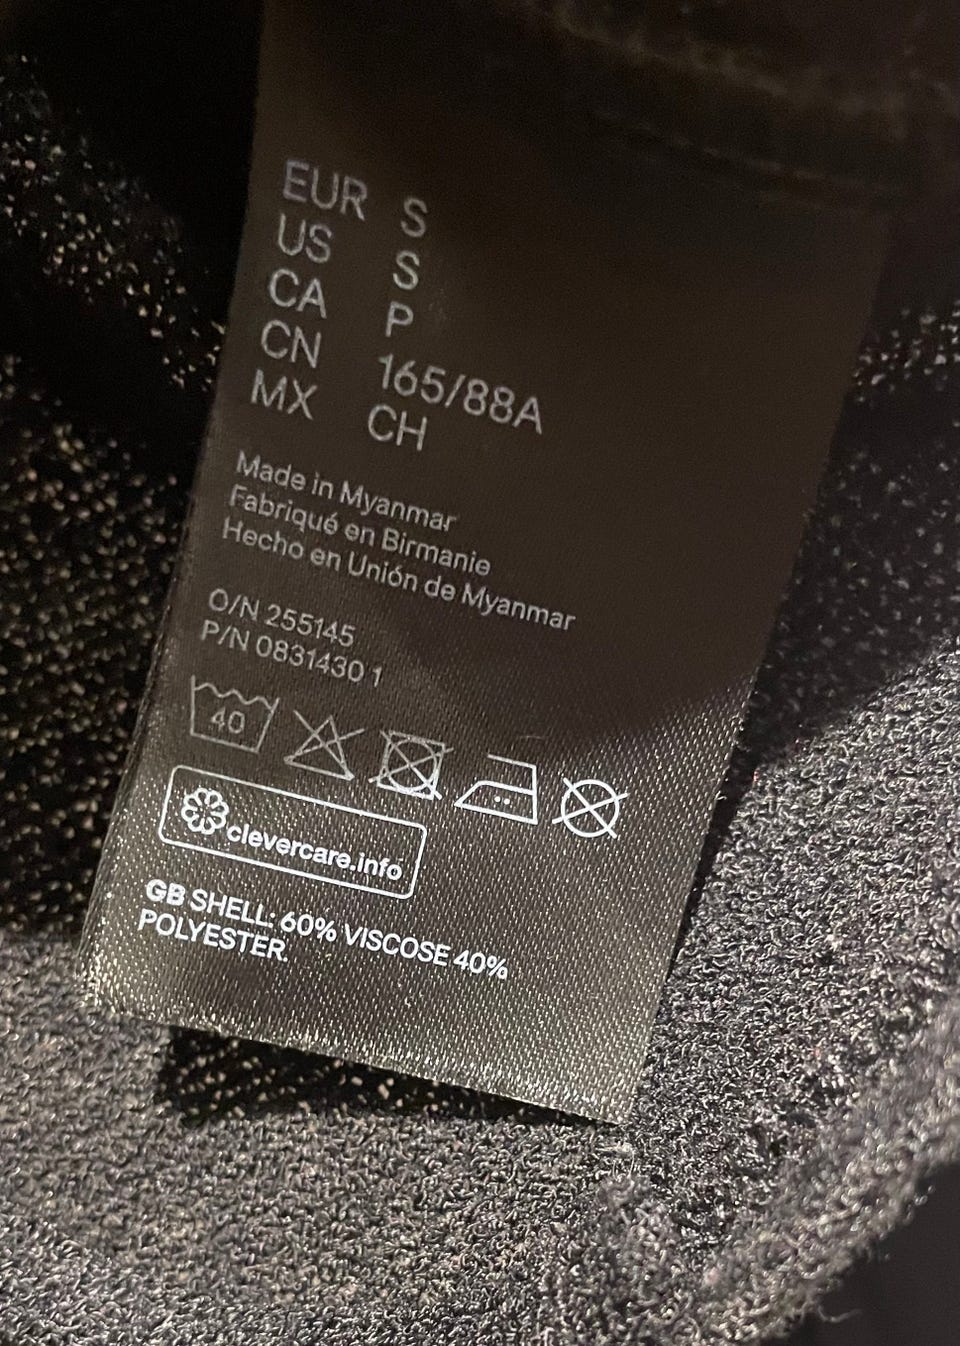 EUR S
US S
CA P
CN 165/88A
MX CH
Made in Myanmar
Fabriqué en Birmanie
Hecho en Unión de Myanmar
O/N 255145
P/N 0831430 1
40
clevercare.info
GB SHELL: 60% VISCOSE 40%
POLYESTER.